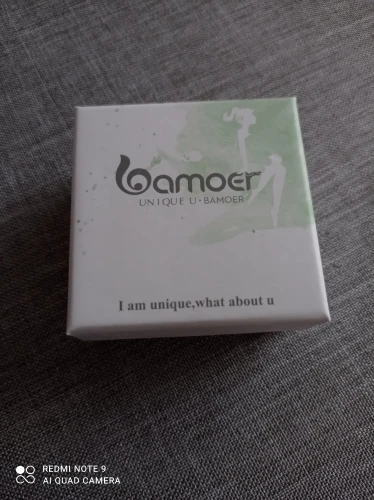 bamoer
UNIQUE U·BAMOER
I am unique,what about u
REDMI NOTE 9
AI QUAD CAMERA